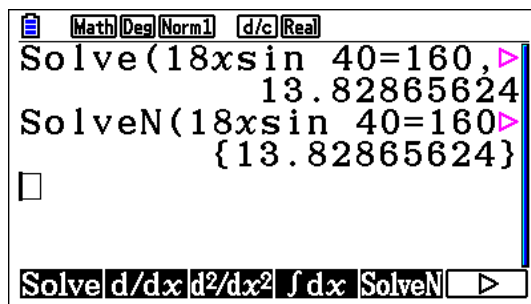 Math Deg Norm1 d/c Real
Solve(18xsin 40=160,▷
13.82865624
SolveN(18xsin 40=160▷
{13.82865624}
Solve d/dx d²/dx² ∫dx SolveN ▷